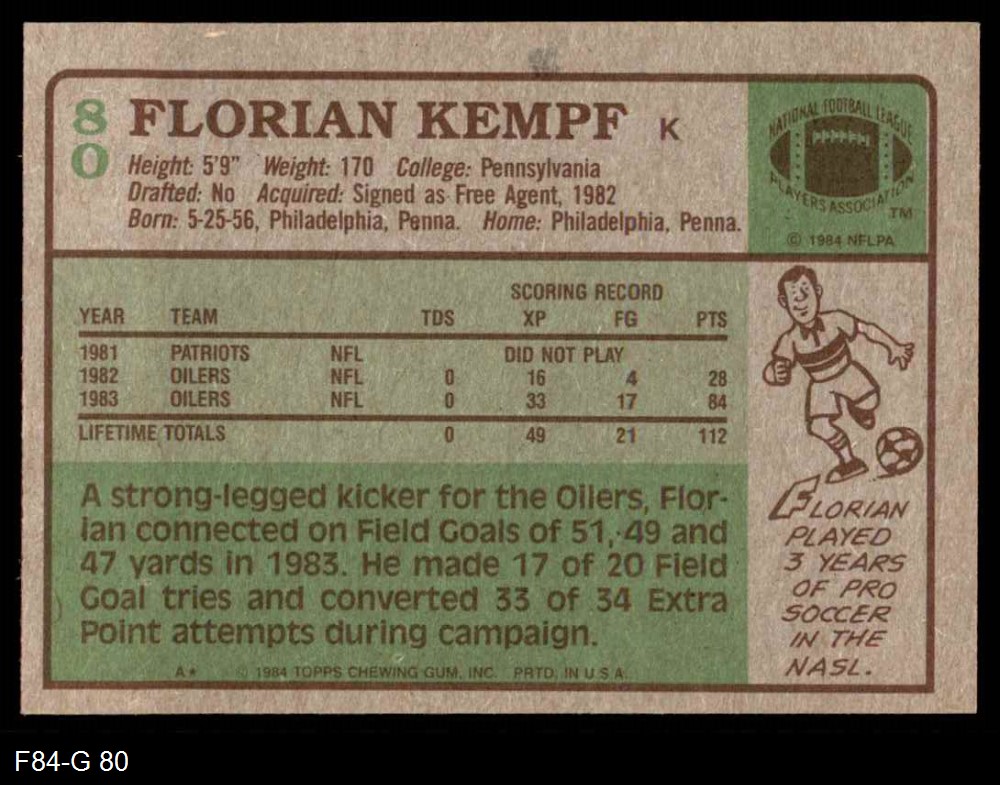 80
FLORIAN KEMPF K
Height: 5'9" Weight: 170 College: Pennsylvania
Drafted: No Acquired: Signed as Free Agent, 1982
Born: 5-25-56, Philadelphia, Penna. Home: Philadelphia, Penna.
NATIONAL FOOTBALL LEAGUE
PLAYERS ASSOCIATION
TM
© 1984 NFLPA
SCORING RECORD
YEAR TEAM TDS XP FG PTS
1981 PATRIOTS NFL DID NOT PLAY
1982 OILERS NFL 0 16 4 28
1983 OILERS NFL 0 33 17 84
LIFETIME TOTALS 0 49 21 112
A strong-legged kicker for the Oilers, Flor-
ian connected on Field Goals of 51, 49 and
47 yards in 1983. He made 17 of 20 Field
Goal tries and converted 33 of 34 Extra
Point attempts during campaign.
A* © 1984 TOPPS CHEWING GUM, INC. PRTD. IN U.S.A.
FLORIAN
PLAYED
3 YEARS
OF PRO
SOCCER
IN THE
NASL.
F84-G 80